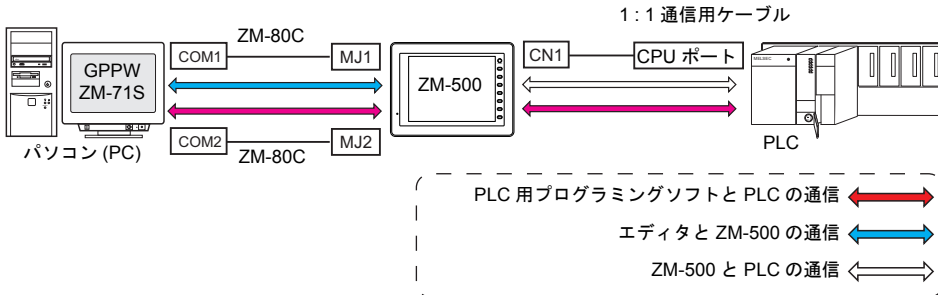 1 : 1 通信用ケーブル
ZM-80C
COM1
MJ1
CN1
CPU ポート
MELSEC
GPPW
ZM-71S
ZM-500
COM2
MJ2
ZM-80C
パソコン (PC)
PLC
PLC 用プログラミングソフトと PLC の通信
エディタと ZM-500 の通信
ZM-500 と PLC の通信